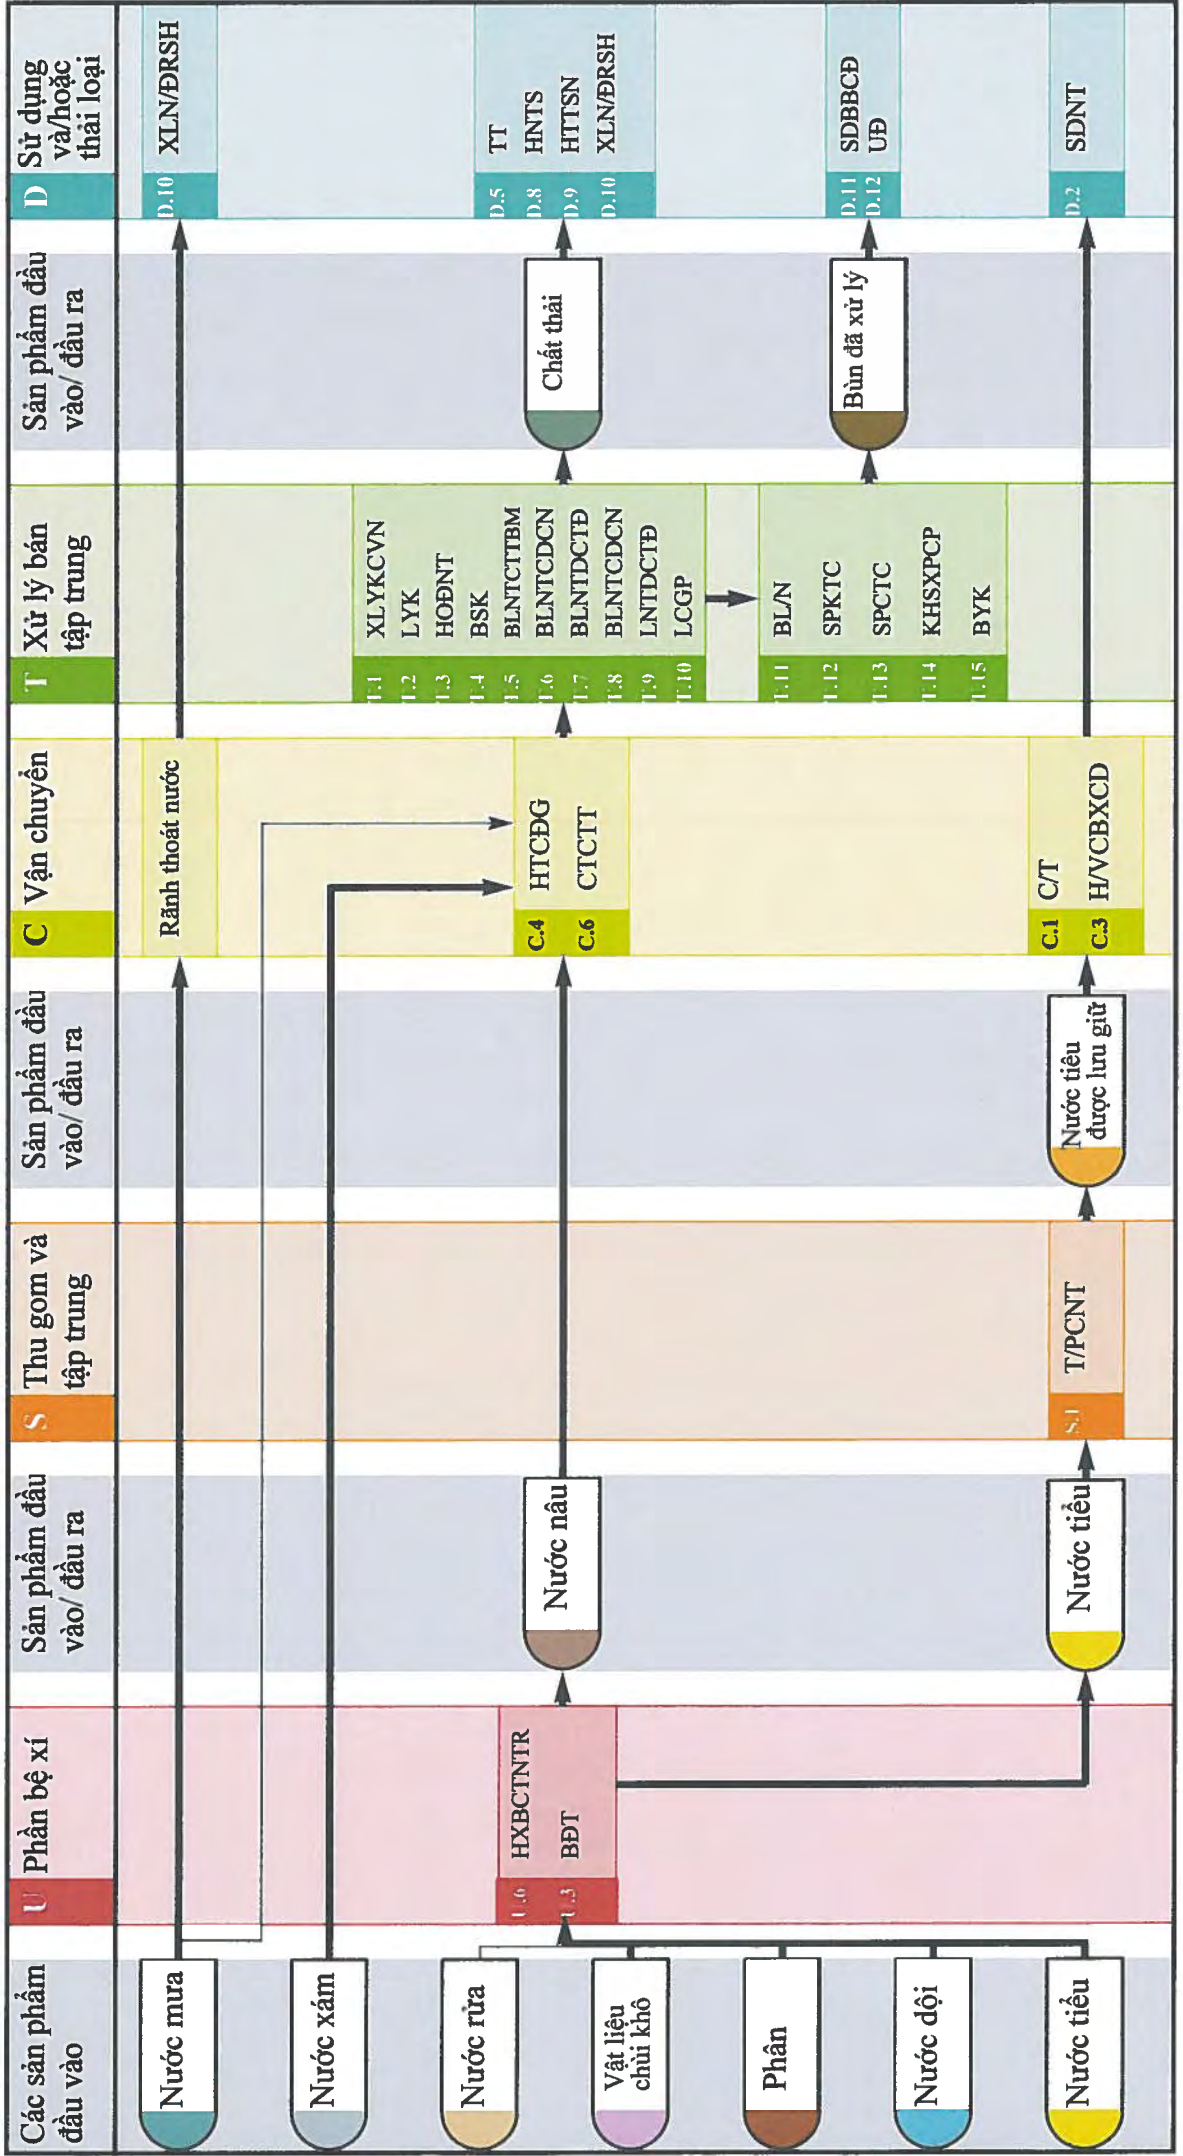 Các sản phẩm
đầu vào
U Phần bệ xí
Sản phẩm đầu
vào/ đầu ra
S Thu gom và
tập trung
Sản phẩm đầu
vào/ đầu ra
C Vận chuyển
T Xử lý bán
tập trung
Sản phẩm đầu
vào/ đầu ra
D Sử dụng
và/hoặc
thải loại
Nước mưa
Rãnh thoát nước
D.10 XLN/ĐRSH
Nước xám
Nước rửa
Vật liệu
chùi khô
Phân
Nước dội
Nước tiểu
U.6 HXBCTNTR
U.3 BĐT
Nước nâu
C.4 HTCĐG
C.6 CTCTT
T.1 XLYKCVN
T.2 LYK
T.3 HOĐNT
T.4 BSK
T.5 BLNTCTTBM
T.6 BLNTCDCN
T.7 BLNTDCTĐ
T.8 BLNTCDCN
T.9 LNTDCTĐ
T.10 LCGP
Chất thải
D.5 TT
D.8 HNTS
D.9 HTTSN
D.10 XLN/ĐRSH
T.11 BL/N
T.12 SPKTC
T.13 SPCTC
T.14 KHSXPCP
T.15 BYK
Bùn đã xử lý
D.11 SDBBCĐ
D.12 UĐ
Nước tiểu
S.1 T/PCNT
Nước tiểu
được lưu giữ
C.1 C/T
C.3 H/VCBXCD
D.2 SDNT